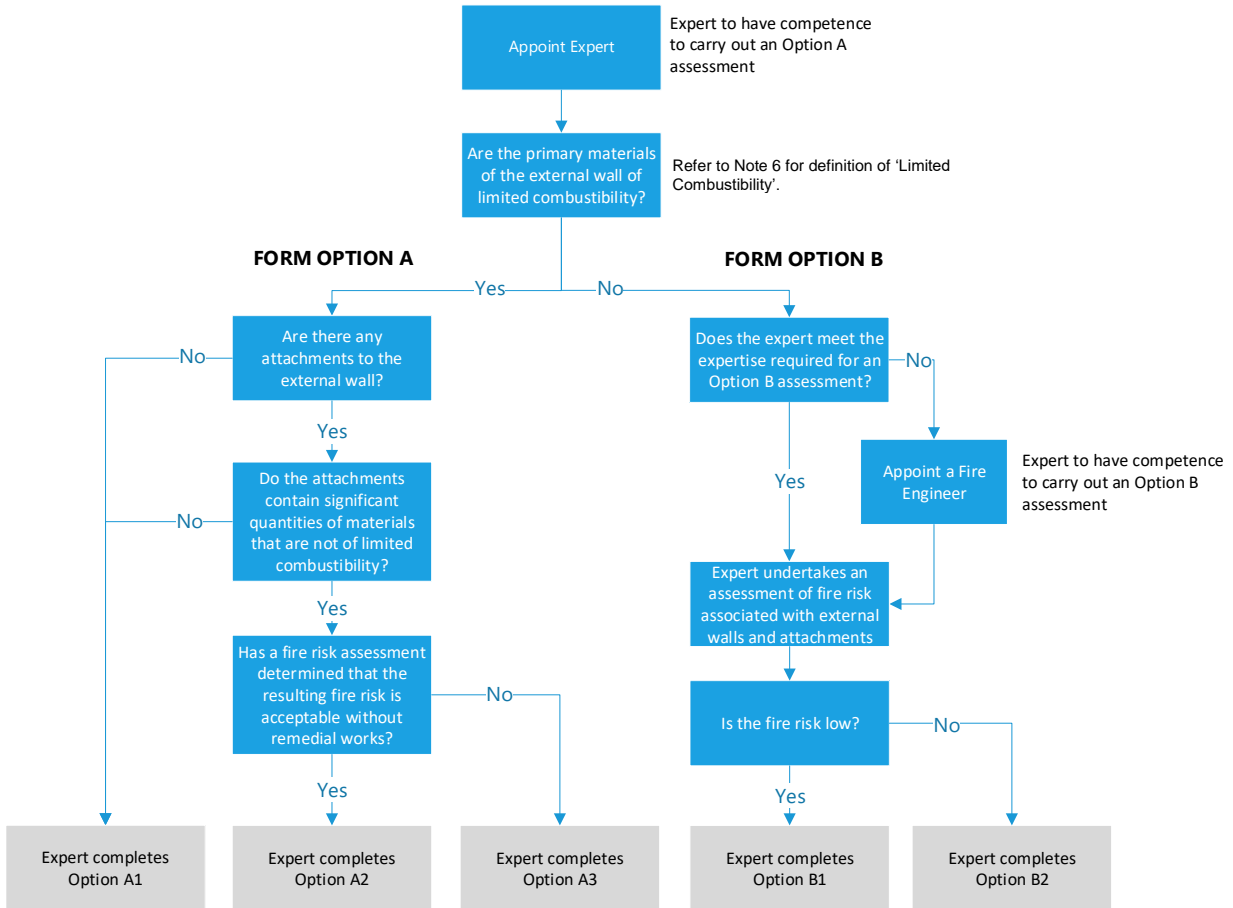 Appoint Expert
Expert to have competence
to carry out an Option A
assessment
Are the primary materials
of the external wall of
limited combustibility?
Refer to Note 6 for definition of ‘Limited
Combustibility’.
FORM OPTION A
FORM OPTION B
Yes
No
Are there any
attachments to the
external wall?
No
Does the expert meet the
expertise required for an
Option B assessment?
No
Yes
Yes
Appoint a Fire
Engineer
Expert to have competence
to carry out an Option B
assessment
Do the attachments
contain significant
quantities of materials
that are not of limited
combustibility?
No
Expert undertakes an
assessment of fire risk
associated with external
walls and attachments
Yes
Has a fire risk assessment
determined that the
resulting fire risk is
acceptable without
remedial works?
No
Is the fire risk low?
No
Yes
Yes
Expert completes
Option A1
Expert completes
Option A2
Expert completes
Option A3
Expert completes
Option B1
Expert completes
Option B2